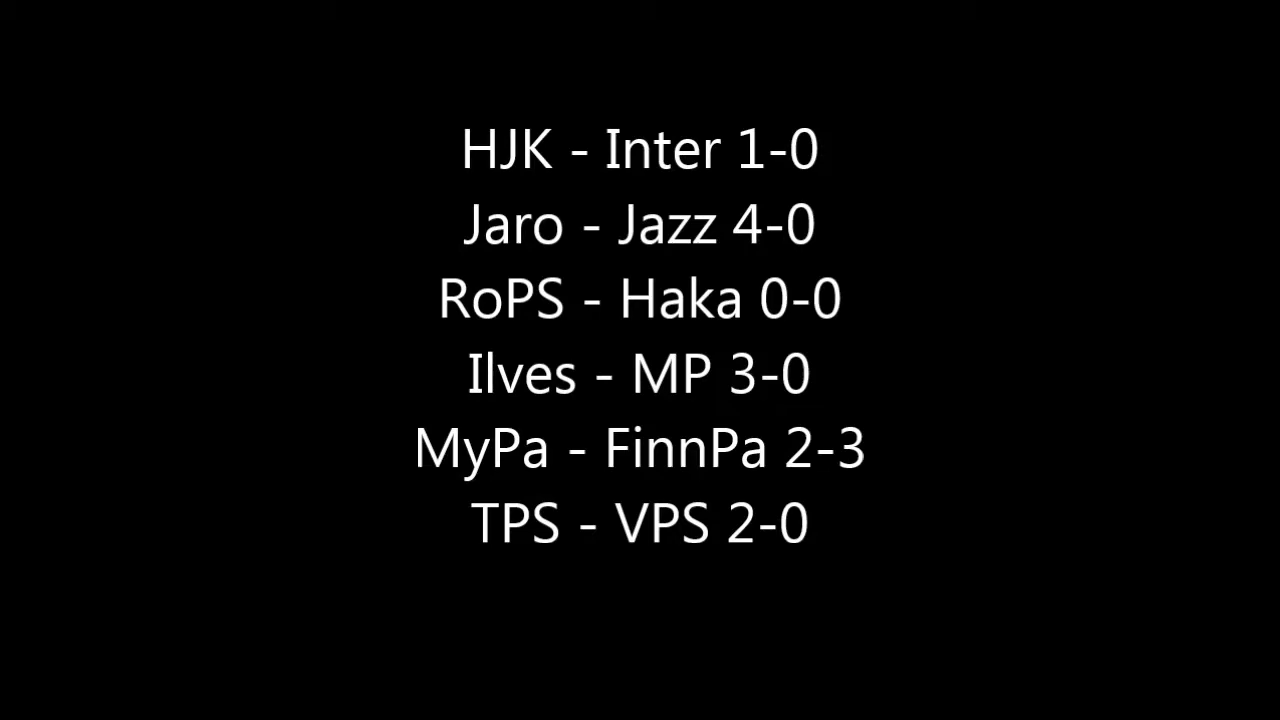 HJK - Inter 1-0
Jaro - Jazz 4-0
RoPS - Haka 0-0
Ilves - MP 3-0
MyPa - FinnPa 2-3
TPS - VPS 2-0